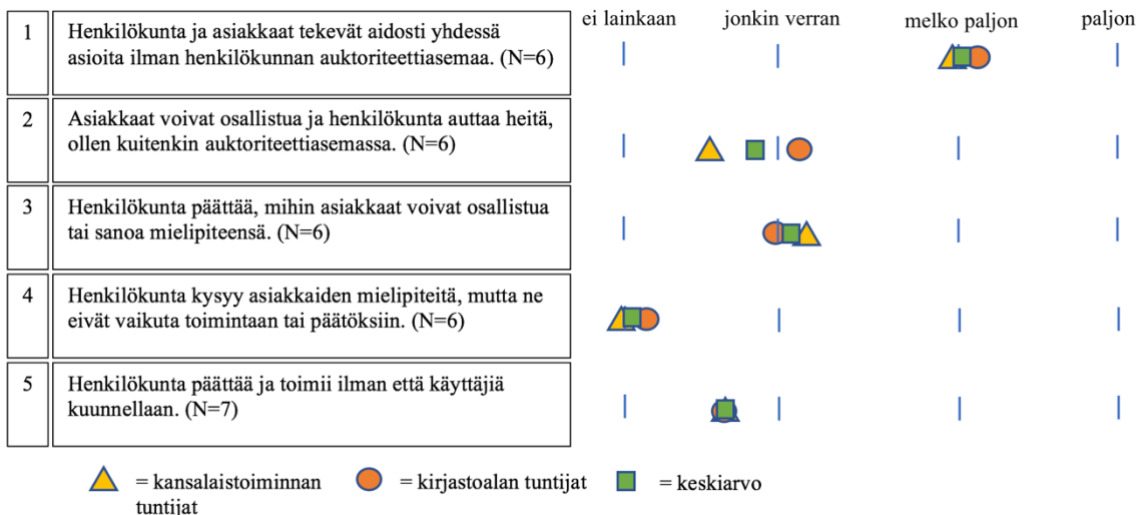 ei lainkaan jonkin verran melko paljon paljon
1 Henkilökunta ja asiakkaat tekevät aidosti yhdessä
asioita ilman henkilökunnan auktoriteettiasemaa. (N=6)
2 Asiakkaat voivat osallistua ja henkilökunta auttaa heitä,
ollen kuitenkin auktoriteettiasemassa. (N=6)
3 Henkilökunta päättää, mihin asiakkaat voivat osallistua
tai sanoa mielipiteensä. (N=6)
4 Henkilökunta kysyy asiakkaiden mielipiteitä, mutta ne
eivät vaikuta toimintaan tai päätöksiin. (N=6)
5 Henkilökunta päättää ja toimii ilman että käyttäjiä
kuunnellaan. (N=7)
= kansalaistoiminnan
tuntijat
= kirjastoalan tuntijat
= keskiarvo